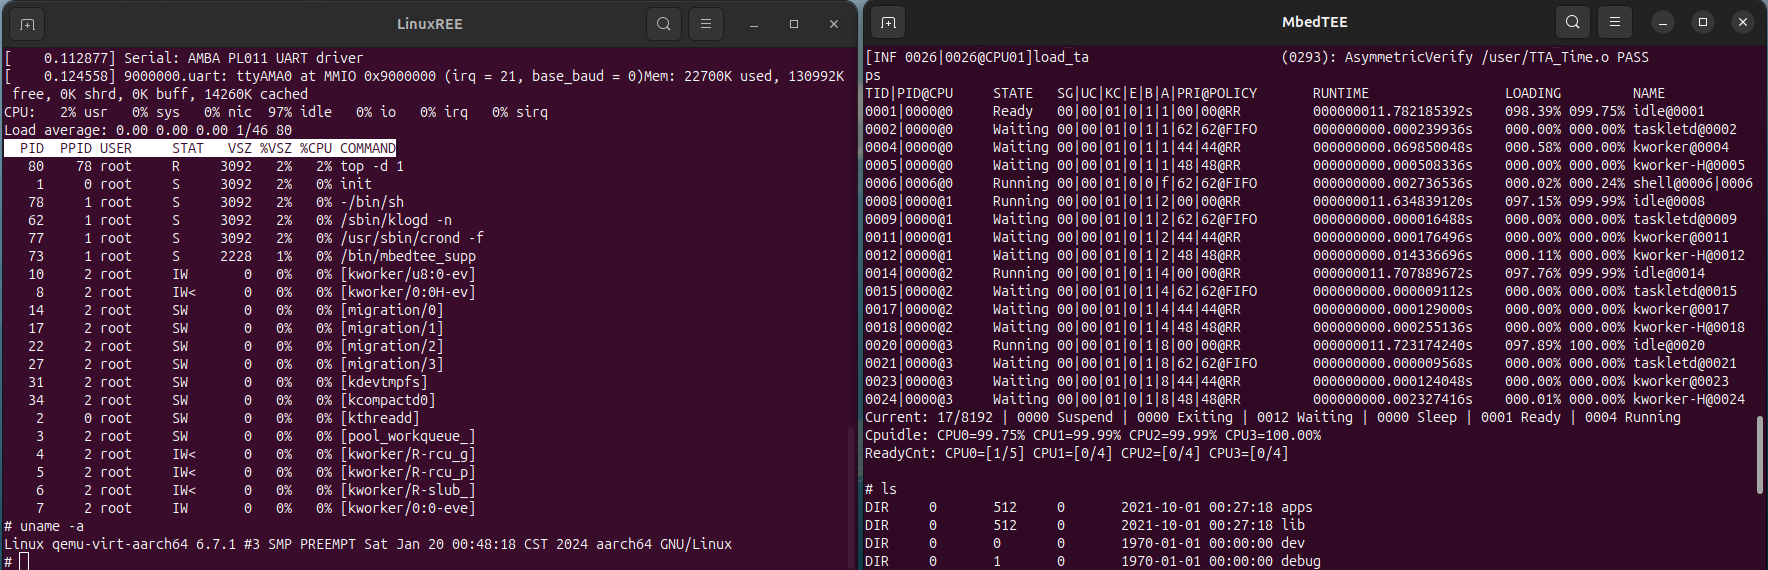 LinuxREE
[    0.112877] Serial: AMBA PL011 UART driver
[    0.124558] 9000000.uart: ttyAMA0 at MMIO 0x9000000 (irq = 21, base_baud = 0)Mem: 22700K used, 130992K
 free, 0K shrd, 0K buff, 14260K cached
CPU:   2% usr   0% sys   0% nic  97% idle   0% io   0% irq   0% sirq
Load average: 0.00 0.00 0.00 1/46 80
  PID  PPID USER     STAT   VSZ %VSZ %CPU COMMAND
   80    78 root     R     3092   2%   2% top -d 1
    1     0 root     S     3092   2%   0% init
   78     1 root     S     3092   2%   0% -/bin/sh
   62     1 root     S     3092   2%   0% /sbin/klogd -n
   77     1 root     S     3092   2%   0% /usr/sbin/crond -f
   73     1 root     S     2228   1%   0% /bin/mbedtee_supp
   10     2 root     IW       0   0%   0% [kworker/u8:0-ev]
    8     2 root     IW<      0   0%   0% [kworker/0:0H-ev]
   14     2 root     SW       0   0%   0% [migration/0]
   17     2 root     SW       0   0%   0% [migration/1]
   22     2 root     SW       0   0%   0% [migration/2]
   27     2 root     SW       0   0%   0% [migration/3]
   31     2 root     SW       0   0%   0% [kdevtmpfs]
   34     2 root     SW       0   0%   0% [kcompactd0]
    2     0 root     SW       0   0%   0% [kthreadd]
    3     2 root     SW       0   0%   0% [pool_workqueue_]
    4     2 root     IW<      0   0%   0% [kworker/R-rcu_g]
    5     2 root     IW<      0   0%   0% [kworker/R-rcu_p]
    6     2 root     IW<      0   0%   0% [kworker/R-slub_]
    7     2 root     IW       0   0%   0% [kworker/0:0-eve]
# uname -a
Linux qemu-virt-aarch64 6.7.1 #3 SMP PREEMPT Sat Jan 20 00:48:18 CST 2024 aarch64 GNU/Linux
#
MbedTEE
[INF 0026|0026@CPU01]load_ta                        (0293): AsymmetricVerify /user/TTA_Time.o PASS
ps
TID|PID@CPU     STATE   SG|UC|KC|E|B|A|PRI@POLICY       RUNTIME                 LOADING         NAME
0001|0000@0     Ready   00|00|01|0|1|1|00|00@RR         000000011.782185392s    098.39% 099.75% idle@0001
0002|0000@0     Waiting 00|00|01|0|1|1|62|62@FIFO       000000000.000239936s    000.00% 000.00% taskletd@0002
0004|0000@0     Waiting 00|00|01|0|1|1|44|44@RR         000000000.069850048s    000.58% 000.00% kworker@0004
0005|0000@0     Waiting 00|00|01|0|1|1|48|48@RR         000000000.000508336s    000.00% 000.00% kworker-H@0005
0006|0006@0     Running 00|00|01|0|0|f|62|62@FIFO       000000000.002736536s    000.02% 000.24% shell@0006|0006
0008|0000@1     Running 00|00|01|0|1|2|00|00@RR         000000011.634839120s    097.15% 099.99% idle@0008
0009|0000@1     Waiting 00|00|01|0|1|2|62|62@FIFO       000000000.000016488s    000.00% 000.00% taskletd@0009
0011|0000@1     Waiting 00|00|01|0|1|2|44|44@RR         000000000.000176496s    000.00% 000.00% kworker@0011
0012|0000@1     Waiting 00|00|01|0|1|2|48|48@RR         000000000.014336696s    000.11% 000.00% kworker-H@0012
0014|0000@2     Running 00|00|01|0|1|4|00|00@RR         000000011.707889672s    097.76% 099.99% idle@0014
0015|0000@2     Waiting 00|00|01|0|1|4|62|62@FIFO       000000000.000009112s    000.00% 000.00% taskletd@0015
0017|0000@2     Waiting 00|00|01|0|1|4|44|44@RR         000000000.000129000s    000.00% 000.00% kworker@0017
0018|0000@2     Waiting 00|00|01|0|1|4|48|48@RR         000000000.000255136s    000.00% 000.00% kworker-H@0018
0020|0000@3     Running 00|00|01|0|1|8|00|00@RR         000000011.723174240s    097.89% 100.00% idle@0020
0021|0000@3     Waiting 00|00|01|0|1|8|62|62@FIFO       000000000.000009568s    000.00% 000.00% taskletd@0021
0023|0000@3     Waiting 00|00|01|0|1|8|44|44@RR         000000000.000124048s    000.00% 000.00% kworker@0023
0024|0000@3     Waiting 00|00|01|0|1|8|48|48@RR         000000000.002327416s    000.01% 000.00% kworker-H@0024
Current: 17/8192 | 0000 Suspend | 0000 Exiting | 0012 Waiting | 0000 Sleep | 0001 Ready | 0004 Running
Cpuidle: CPU0=99.75% CPU1=99.99% CPU2=99.99% CPU3=100.00%
ReadyCnt: CPU0=[1/5] CPU1=[0/4] CPU2=[0/4] CPU3=[0/4]
# ls
DIR     0       512     0       2021-10-01 00:27:18 apps
DIR     0       512     0       2021-10-01 00:27:18 lib
DIR     0       0       0       1970-01-01 00:00:00 dev
DIR     0       1       0       1970-01-01 00:00:00 debug